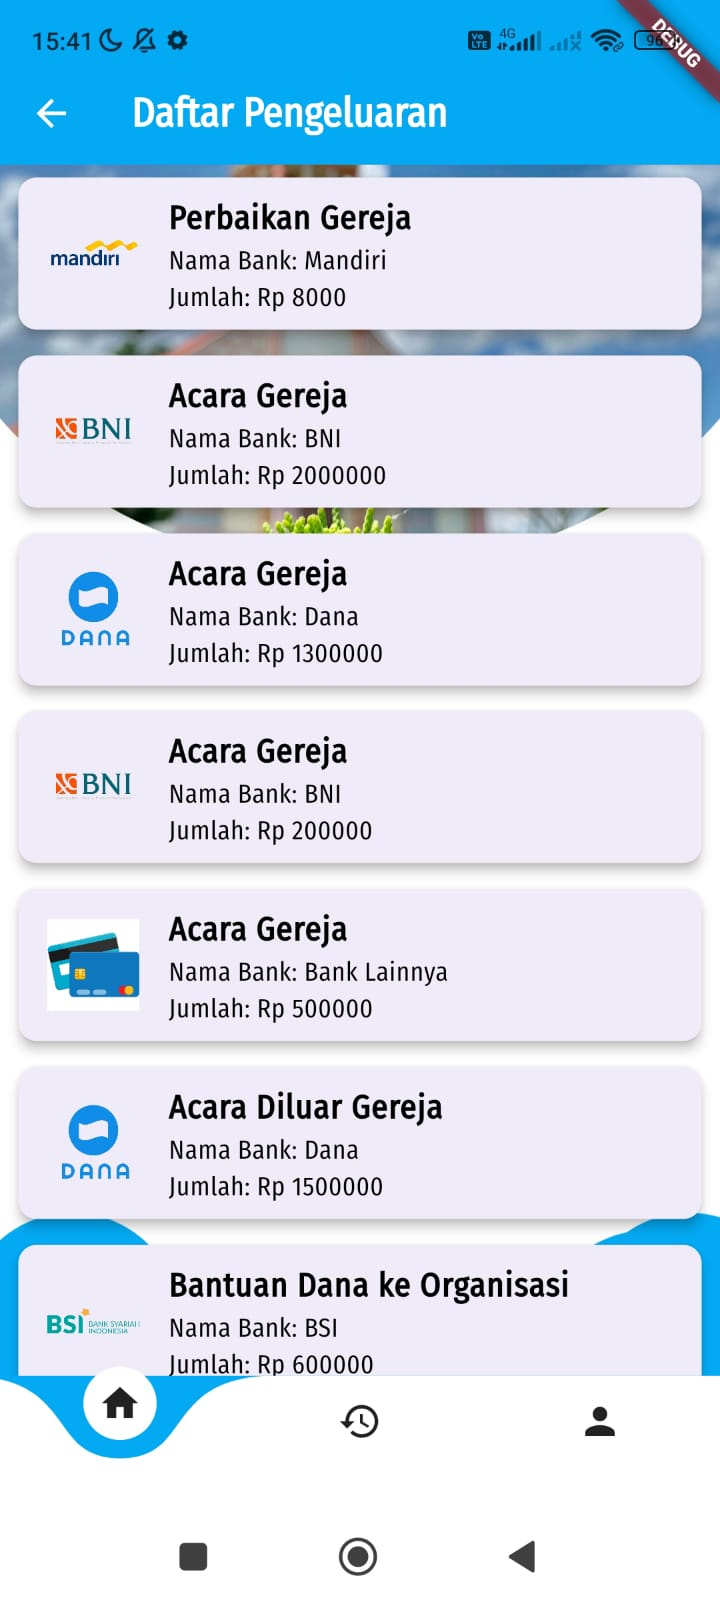 15:41
Vo
LTE
4G
DEBUG
Daftar Pengeluaran
mandiri
Perbaikan Gereja
Nama Bank: Mandiri
Jumlah: Rp 8000
BNI
Acara Gereja
Nama Bank: BNI
Jumlah: Rp 2000000
DANA
Acara Gereja
Nama Bank: Dana
Jumlah: Rp 1300000
BNI
Acara Gereja
Nama Bank: BNI
Jumlah: Rp 200000
Acara Gereja
Nama Bank: Bank Lainnya
Jumlah: Rp 500000
DANA
Acara Diluar Gereja
Nama Bank: Dana
Jumlah: Rp 1500000
BSI BANK SYARIAH
INDONESIA
Bantuan Dana ke Organisasi
Nama Bank: BSI
Jumlah: Rp 600000